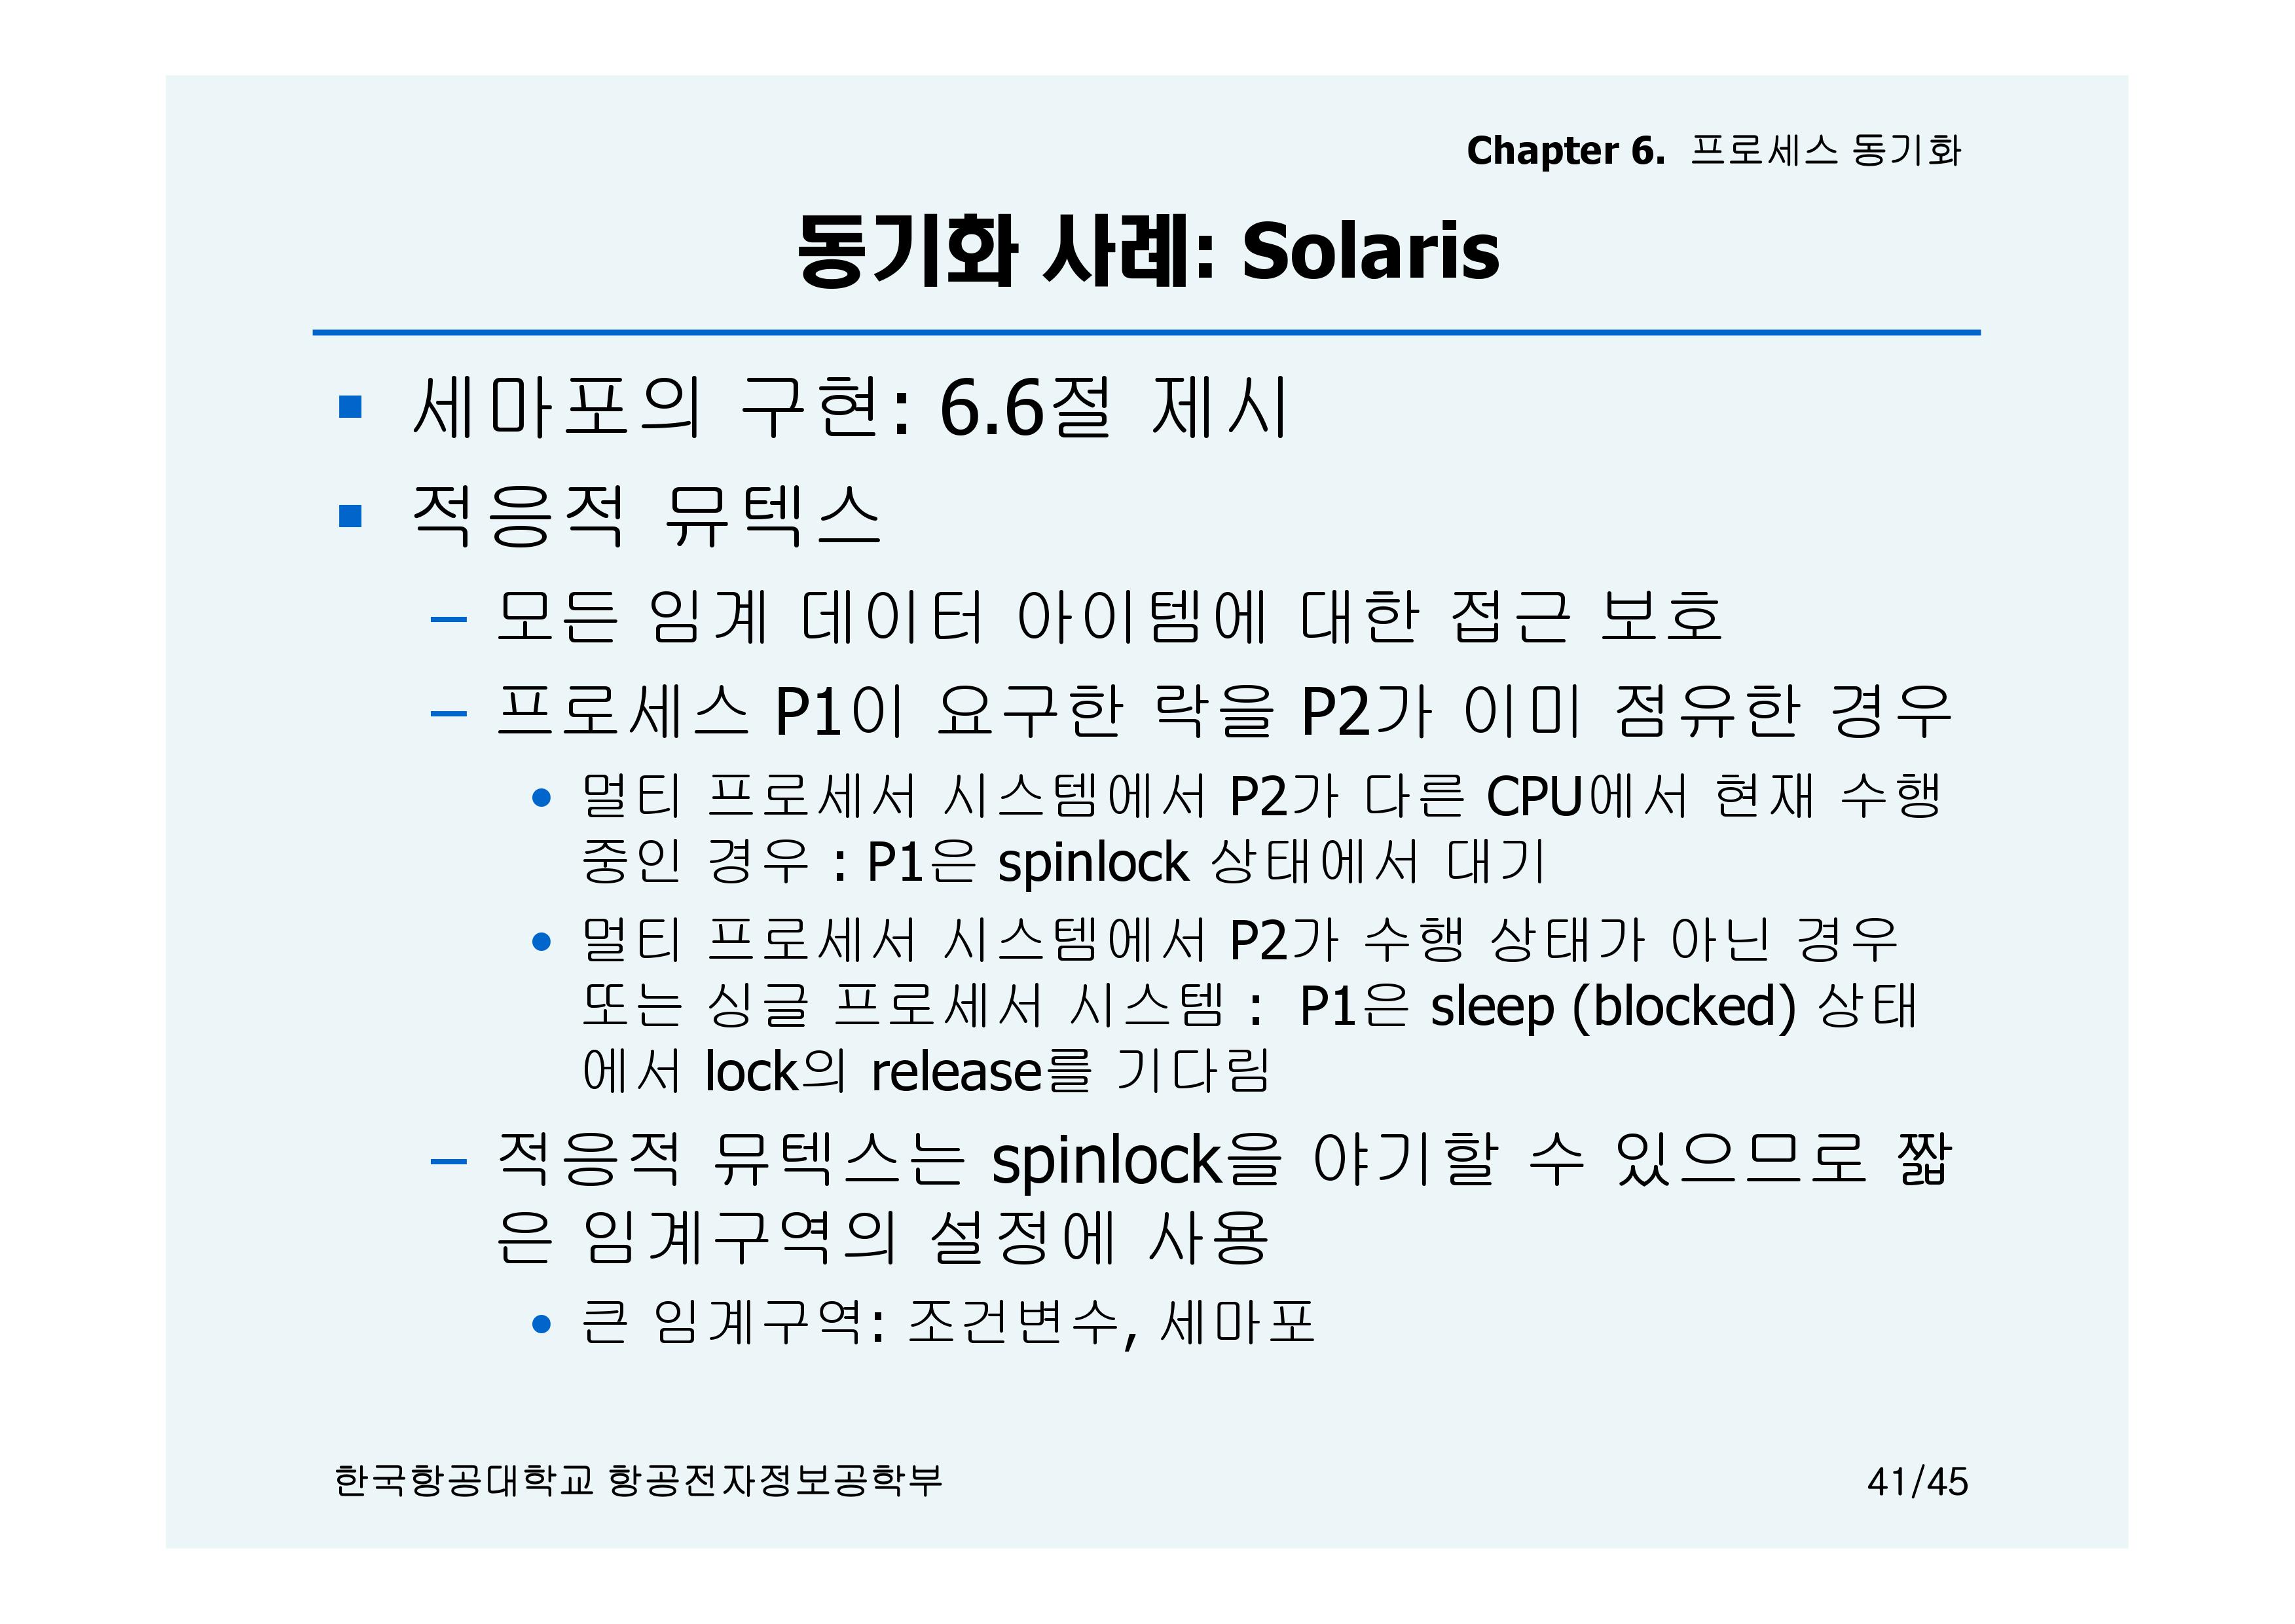 Chapter 6. 프로세스 동기화
동기화 사례: Solaris
세마포의 구현: 6.6절 제시
적응적 뮤텍스
– 모든 임계 데이터 아이템에 대한 접근 보호
– 프로세스 P1이 요구한 락을 P2가 이미 점유한 경우
• 멀티 프로세서 시스템에서 P2가 다른 CPU에서 현재 수행
중인 경우 : P1은 spinlock 상태에서 대기
• 멀티 프로세서 시스템에서 P2가 수행 상태가 아닌 경우
또는 싱글 프로세서 시스템 : P1은 sleep (blocked) 상태
에서 lock의 release를 기다림
– 적응적 뮤텍스는 spinlock을 야기할 수 있으므로 짧
은 임계구역의 설정에 사용
• 큰 임계구역: 조건변수, 세마포
한국항공대학교 항공전자정보공학부
41/45